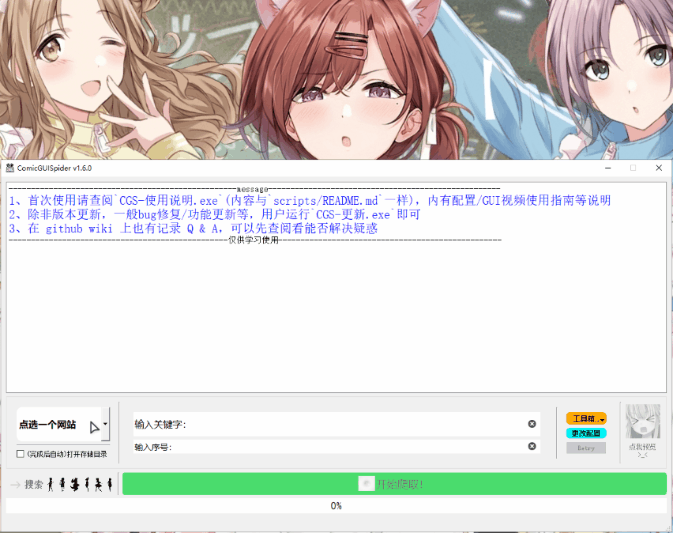 ComicGUISpider v1.6.0
message
1、首次使用请查阅`CGS-使用说明.exe`(内容与`scripts/README.md`一样)，内有配置/GUI视频使用指南等说明
2、除非版本更新，一般bug修复/功能更新等，用户运行`CGS-更新.exe`即可
3、在 github wiki 上也有记录 Q & A，可以先查阅看能否解决疑惑
仅供学习使用
点选一个网站
输入关键字：
工具箱
更改配置
输入序号：
Retry
点我预览
>_<
(完成后自动)打开存储目录
搜索
开始爬取！
0%